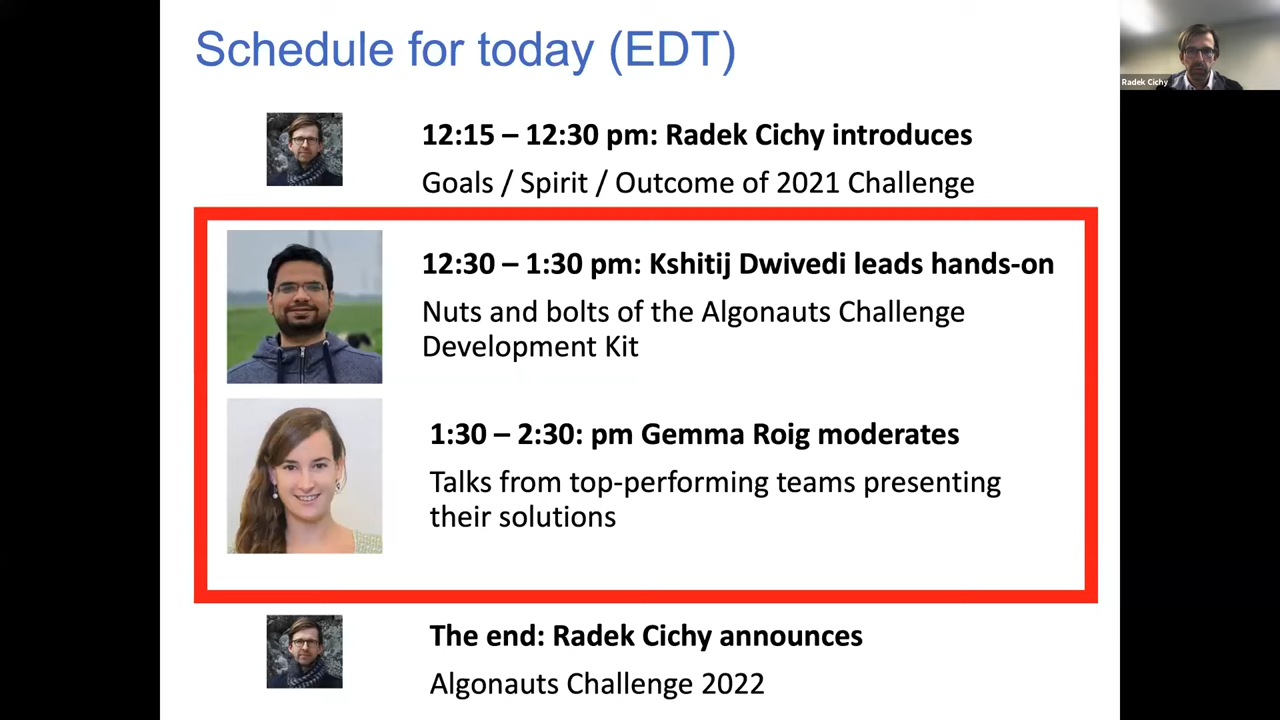 Schedule for today (EDT)
Radek Cichy
12:15 – 12:30 pm: Radek Cichy introduces
Goals / Spirit / Outcome of 2021 Challenge
12:30 – 1:30 pm: Kshitij Dwivedi leads hands-on
Nuts and bolts of the Algonauts Challenge
Development Kit
1:30 – 2:30: pm Gemma Roig moderates
Talks from top-performing teams presenting
their solutions
The end: Radek Cichy announces
Algonauts Challenge 2022